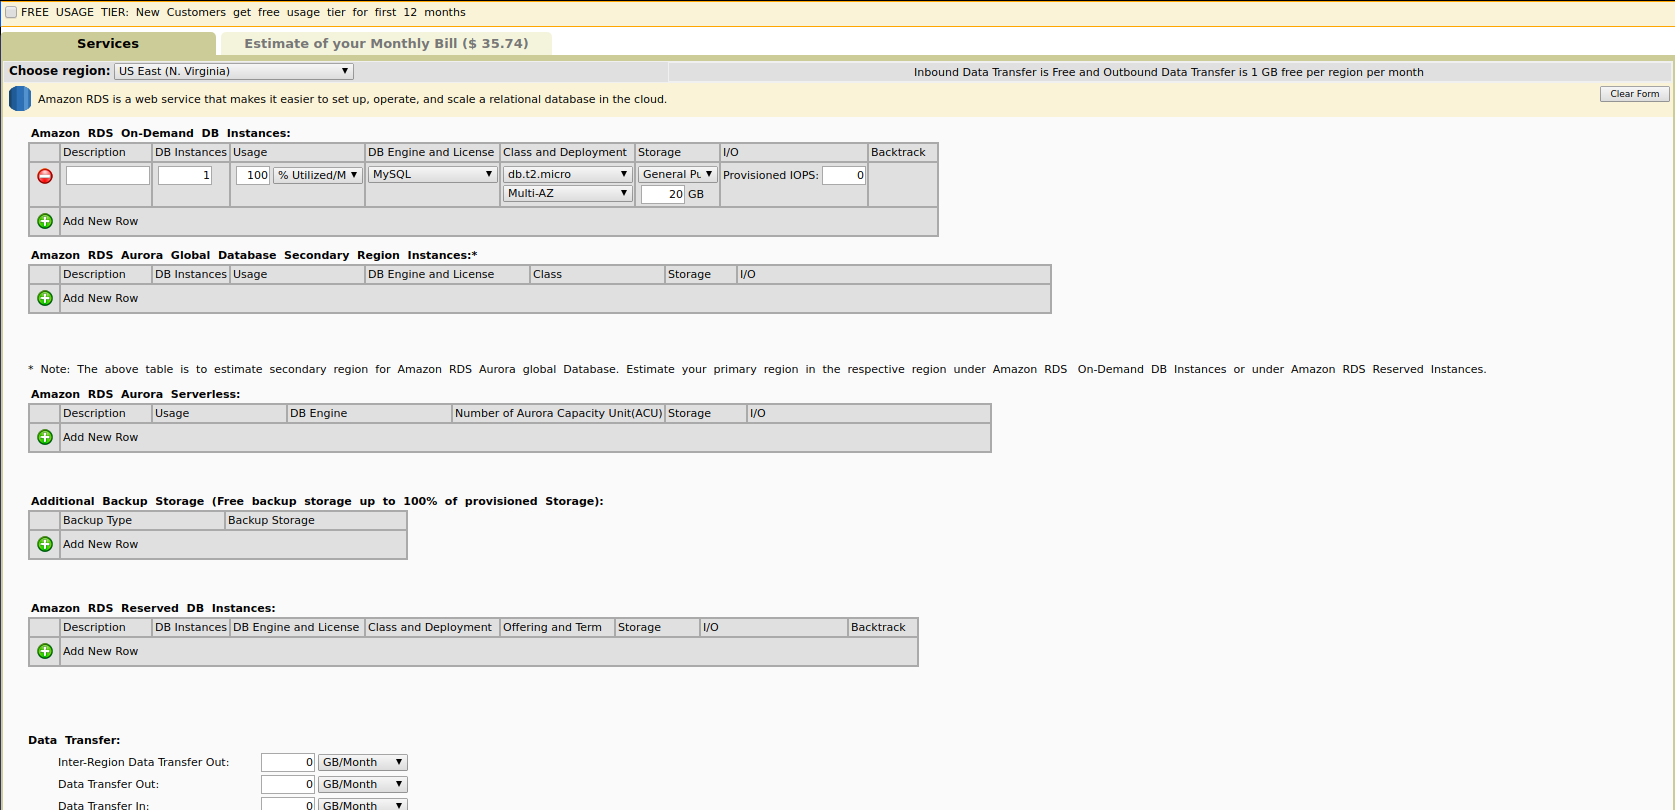 FREE USAGE TIER: New Customers get free usage tier for first 12 months
Services
Estimate of your Monthly Bill ($ 35.74)
Choose region: US East (N. Virginia)
Inbound Data Transfer is Free and Outbound Data Transfer is 1 GB free per region per month
Amazon RDS is a web service that makes it easier to set up, operate, and scale a relational database in the cloud.
Clear Form
Amazon RDS On-Demand DB Instances:
Description DB Instances Usage DB Engine and License Class and Deployment Storage I/O Backtrack
1 100 % Utilized/M MySQL db.t2.micro General Pu Provisioned IOPS: 0
Multi-AZ 20 GB
Add New Row
Amazon RDS Aurora Global Database Secondary Region Instances:*
Description DB Instances Usage DB Engine and License Class Storage I/O
Add New Row
* Note: The above table is to estimate secondary region for Amazon RDS Aurora global Database. Estimate your primary region in the respective region under Amazon RDS On-Demand DB Instances or under Amazon RDS Reserved Instances.
Amazon RDS Aurora Serverless:
Description Usage DB Engine Number of Aurora Capacity Unit(ACU) Storage I/O
Add New Row
Additional Backup Storage (Free backup storage up to 100% of provisioned Storage):
Backup Type Backup Storage
Add New Row
Amazon RDS Reserved DB Instances:
Description DB Instances DB Engine and License Class and Deployment Offering and Term Storage I/O Backtrack
Add New Row
Data Transfer:
Inter-Region Data Transfer Out: 0 GB/Month
Data Transfer Out: 0 GB/Month
Data Transfer In: 0 GB/Month